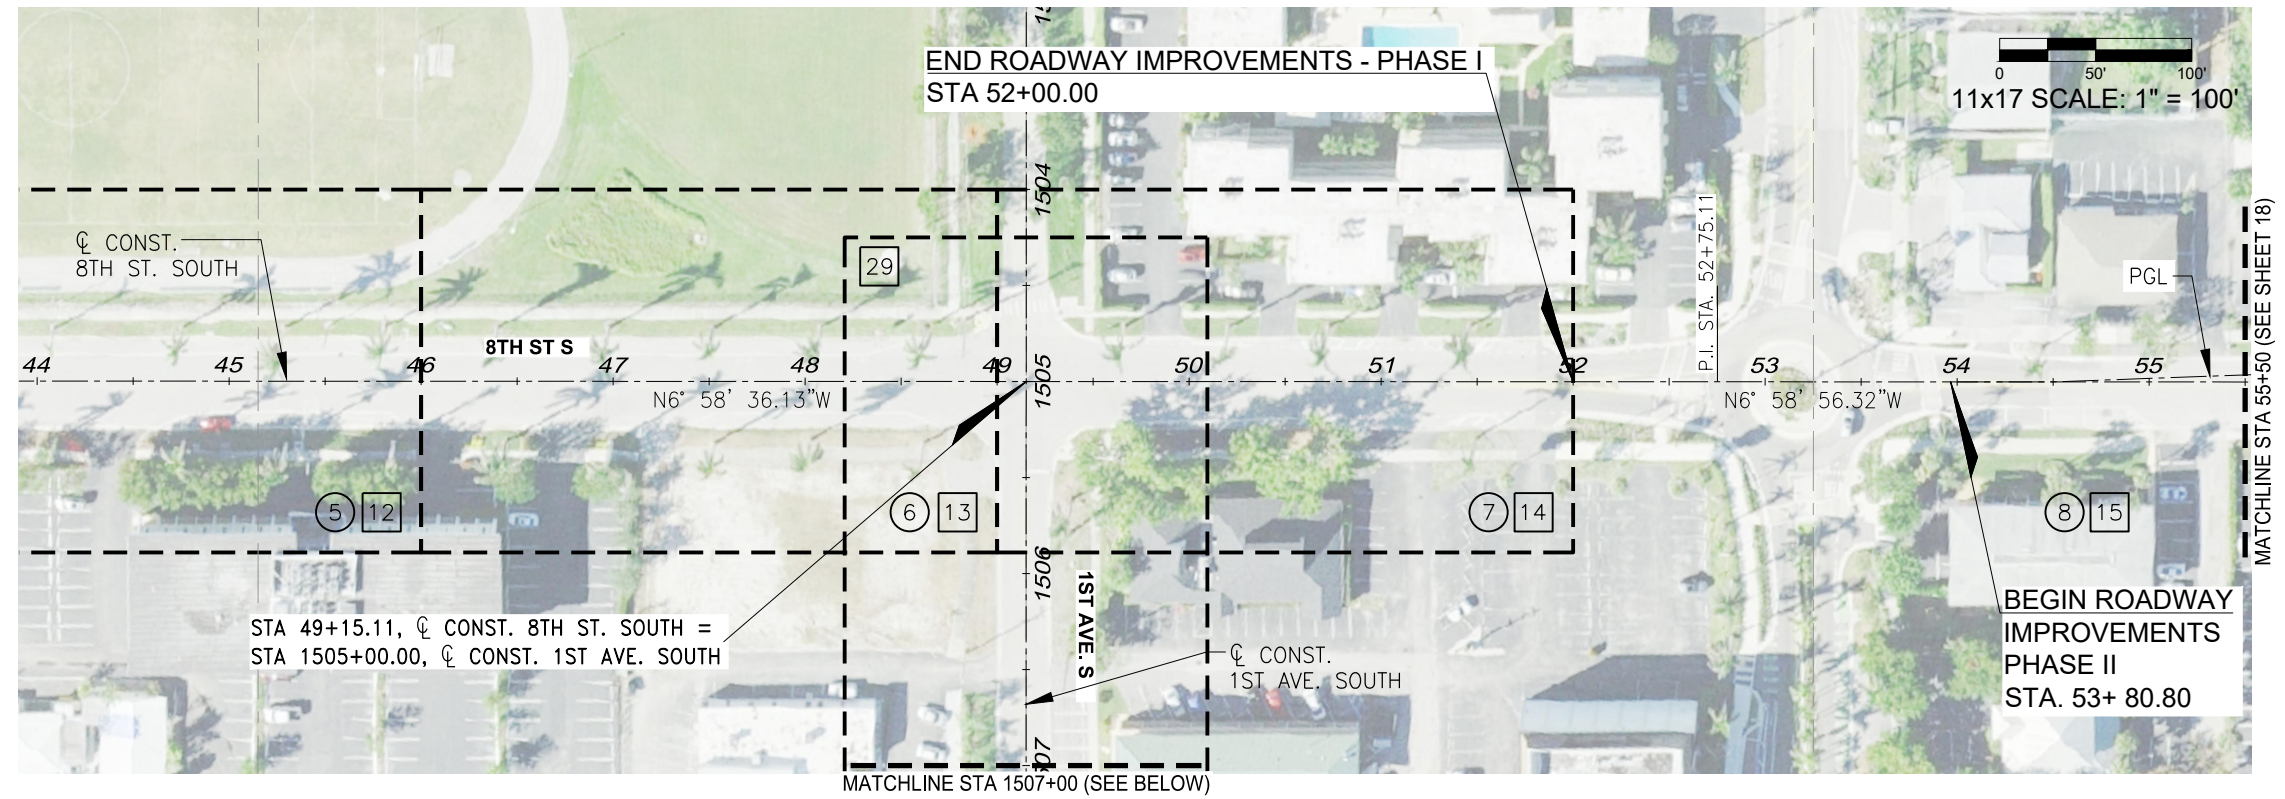 END ROADWAY IMPROVEMENTS - PHASE I
STA 52+00.00
0 50' 100'
11x17 SCALE: 1" = 100'
1504
℄ CONST.
8TH ST. SOUTH
29
P.I. STA. 52+75.11
PGL
MATCHLINE STA 55+50 (SEE SHEET 18)
8TH ST S
44 45 46 47 48 49 50 51 52 53 54 55
1505
N6° 58' 36.13"W
N6° 58' 56.32"W
5 12
6 13
7 14
8 15
1506
1ST AVE. S
STA 49+15.11, ℄ CONST. 8TH ST. SOUTH =
STA 1505+00.00, ℄ CONST. 1ST AVE. SOUTH
℄ CONST.
1ST AVE. SOUTH
BEGIN ROADWAY
IMPROVEMENTS
PHASE II
STA. 53+ 80.80
07
MATCHLINE STA 1507+00 (SEE BELOW)